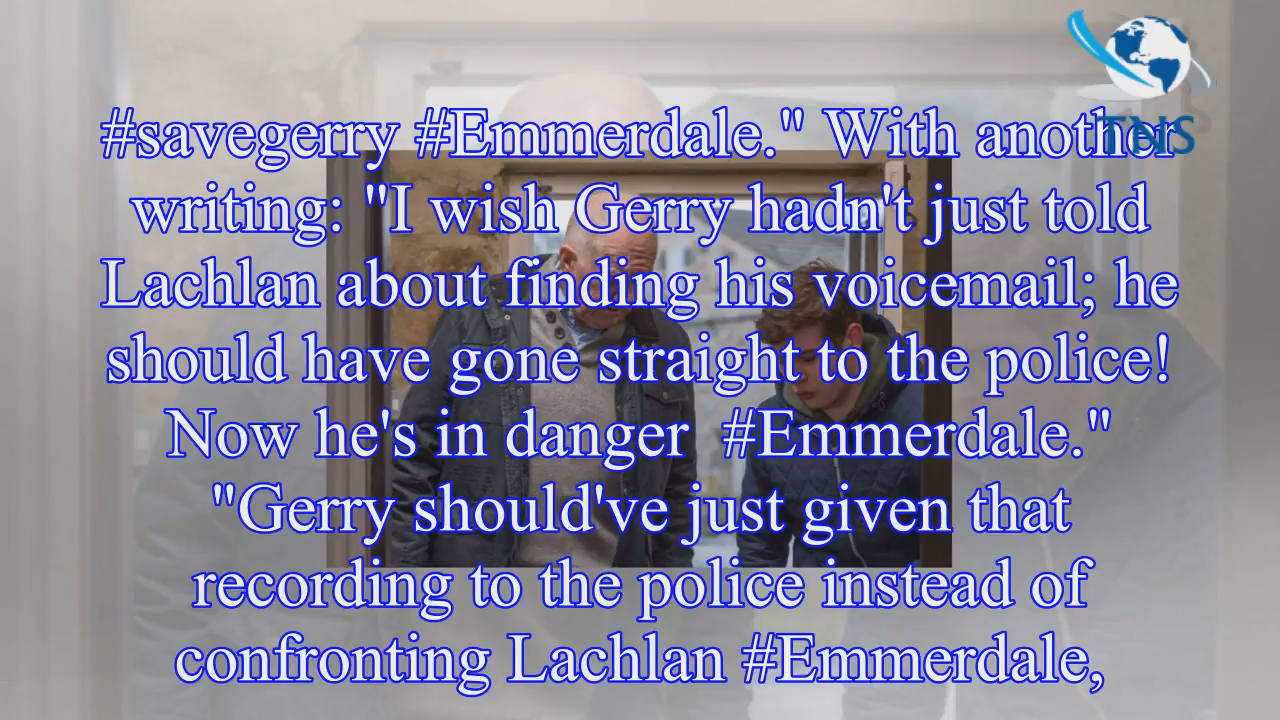 TNS
#savegerry #Emmerdale." With another
writing: "I wish Gerry hadn't just told
Lachlan about finding his voicemail; he
should have gone straight to the police!
Now he's in danger  #Emmerdale."
"Gerry should've just given that
recording to the police instead of
confronting Lachlan #Emmerdale,